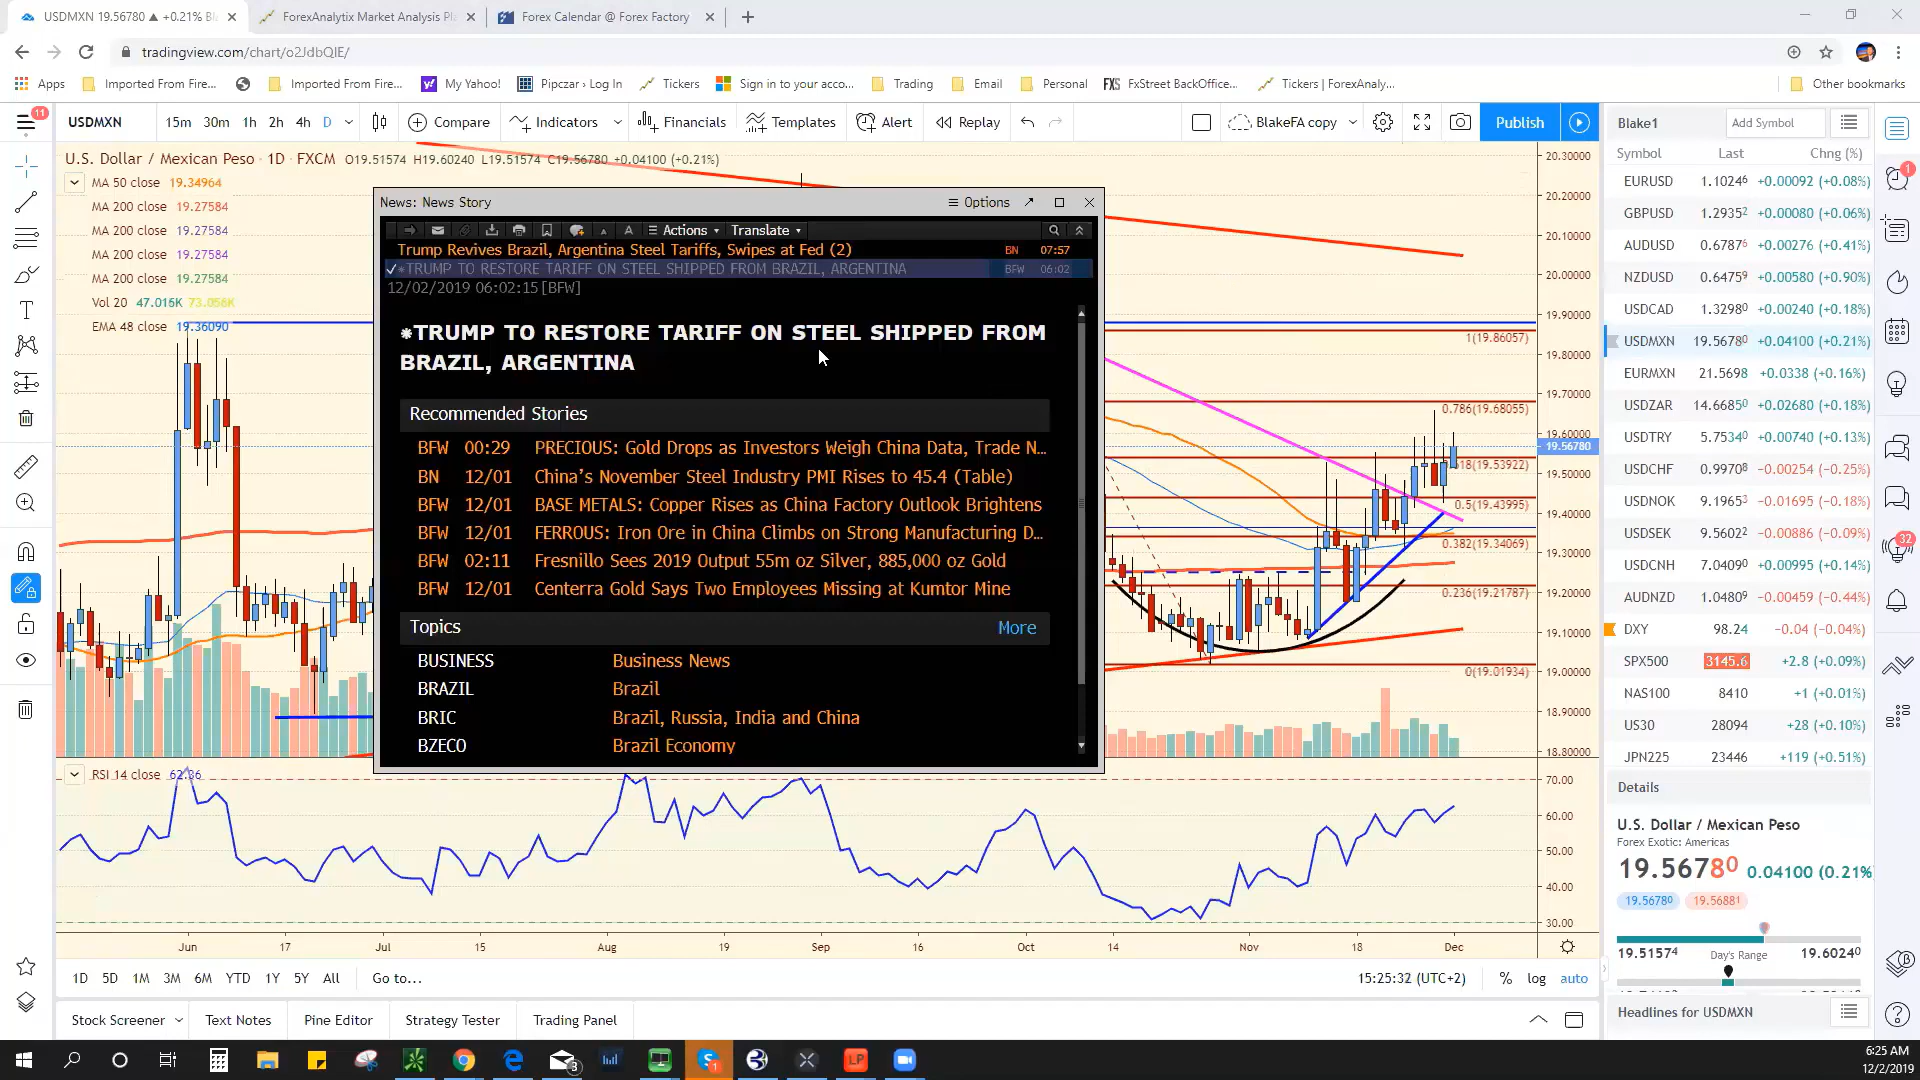 USDMXN 19.56780 ▲ +0.21% Bl
ForexAnalytix Market Analysis Pl
Forex Calendar @ Forex Factory
tradingview.com/chart/o2JdbQIE/
Apps
Imported From Fire...
Imported From Fire...
My Yahoo!
Pipczar › Log In
Tickers
Sign in to your acco...
Trading
Email
Personal
FXS FxStreet BackOffice...
Tickers | ForexAnaly...
Other bookmarks
11
USDMXN
15m 30m 1h 2h 4h D
Compare
Indicators
Financials
Templates
Alert
Replay
BlakeFA copy
Publish
U.S. Dollar / Mexican Peso · 1D · FXCM O19.51574 H19.60240 L19.51574 C19.56780 +0.04100 (+0.21%)
MA 50 close 19.34964
MA 200 close 19.27584
MA 200 close 19.27584
MA 200 close 19.27584
MA 200 close 19.27584
Vol 20 47.016K 73.056K
EMA 48 close 19.36090
News: News Story
Options
Actions
Translate
Trump Revives Brazil, Argentina Steel Tariffs, Swipes at Fed (2) BN 07:57
*TRUMP TO RESTORE TARIFF ON STEEL SHIPPED FROM BRAZIL, ARGENTINA BFW 06:02
12/02/2019 06:02:15 [BFW]
*TRUMP TO RESTORE TARIFF ON STEEL SHIPPED FROM
BRAZIL, ARGENTINA
Recommended Stories
BFW 00:29 PRECIOUS: Gold Drops as Investors Weigh China Data, Trade N...
BN 12/01 China's November Steel Industry PMI Rises to 45.4 (Table)
BFW 12/01 BASE METALS: Copper Rises as China Factory Outlook Brightens
BFW 12/01 FERROUS: Iron Ore in China Climbs on Strong Manufacturing D...
BFW 02:11 Fresnillo Sees 2019 Output 55m oz Silver, 885,000 oz Gold
BFW 12/01 Centerra Gold Says Two Employees Missing at Kumtor Mine
Topics More
BUSINESS Business News
BRAZIL Brazil
BRIC Brazil, Russia, India and China
BZECO Brazil Economy
1(19.86057)
0.786(19.68055)
618(19.53922)
0.5(19.43995)
0.382(19.34069)
0.236(19.21787)
0(19.01934)
20.30000
20.20000
20.10000
20.00000
19.90000
19.80000
19.70000
19.60000
19.56780
19.50000
19.40000
19.30000
19.20000
19.10000
19.00000
18.90000
18.80000
RSI 14 close 62.36
70.00
60.00
50.00
40.00
30.00
Jun 17 Jul 15 Aug 19 Sep 16 Oct 14 Nov 18 Dec
1D 5D 1M 3M 6M YTD 1Y 5Y All Go to...
15:25:32 (UTC+2) % log auto
Stock Screener
Text Notes
Pine Editor
Strategy Tester
Trading Panel
Blake1
Add Symbol
Symbol Last Chng (%)
EURUSD 1.10246 +0.00092 (+0.08%)
GBPUSD 1.29352 +0.00080 (+0.06%)
AUDUSD 0.67876 +0.00276 (+0.41%)
NZDUSD 0.64759 +0.00580 (+0.90%)
USDCAD 1.32980 +0.00240 (+0.18%)
USDMXN 19.56780 +0.04100 (+0.21%)
EURMXN 21.5698 +0.0338 (+0.16%)
USDZAR 14.66850 +0.02680 (+0.18%)
USDTRY 5.75340 +0.00740 (+0.13%)
USDCHF 0.99708 −0.00254 (−0.25%)
USDNOK 9.19653 −0.01695 (−0.18%)
USDSEK 9.56022 −0.00886 (−0.09%)
USDCNH 7.04090 +0.00995 (+0.14%)
AUDNZD 1.04809 −0.00459 (−0.44%)
DXY 98.24 −0.04 (−0.04%)
SPX500 3145.6 +2.8 (+0.09%)
NAS100 8410 +1 (+0.01%)
US30 28094 +28 (+0.10%)
JPN225 23446 +119 (+0.51%)
Details
U.S. Dollar / Mexican Peso
Forex Exotic: Americas
19.56780 0.04100 (0.21%
19.56780 19.56881
19.51574 Day's Range 19.60240
Headlines for USDMXN
1
32
3
1
LP
6:25 AM
12/2/2019